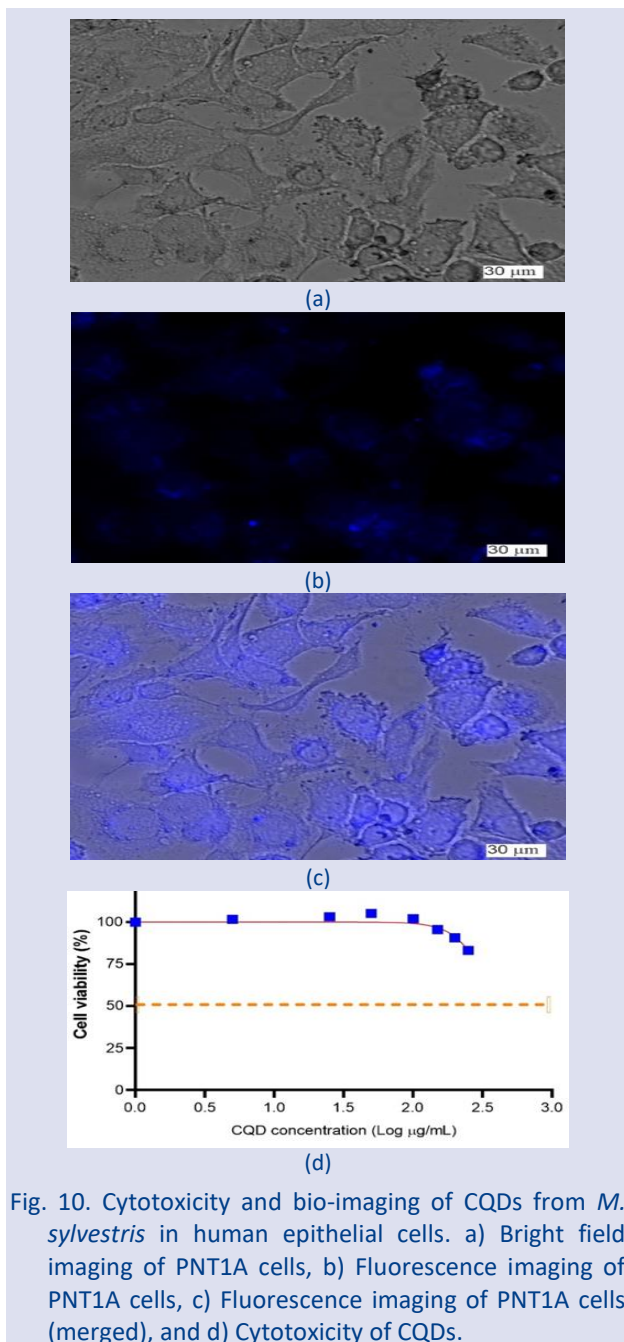 30 µm
(a)
30 µm
(b)
30 µm
(c)
Cell viability (%)
100
75
50
25
0
0.0 0.5 1.0 1.5 2.0 2.5 3.0
CQD concentration (Log µg/mL)
(d)
Fig. 10. Cytotoxicity and bio-imaging of CQDs from M.
sylvestris in human epithelial cells. a) Bright field
imaging of PNT1A cells, b) Fluorescence imaging of
PNT1A cells, c) Fluorescence imaging of PNT1A cells
(merged), and d) Cytotoxicity of CQDs.